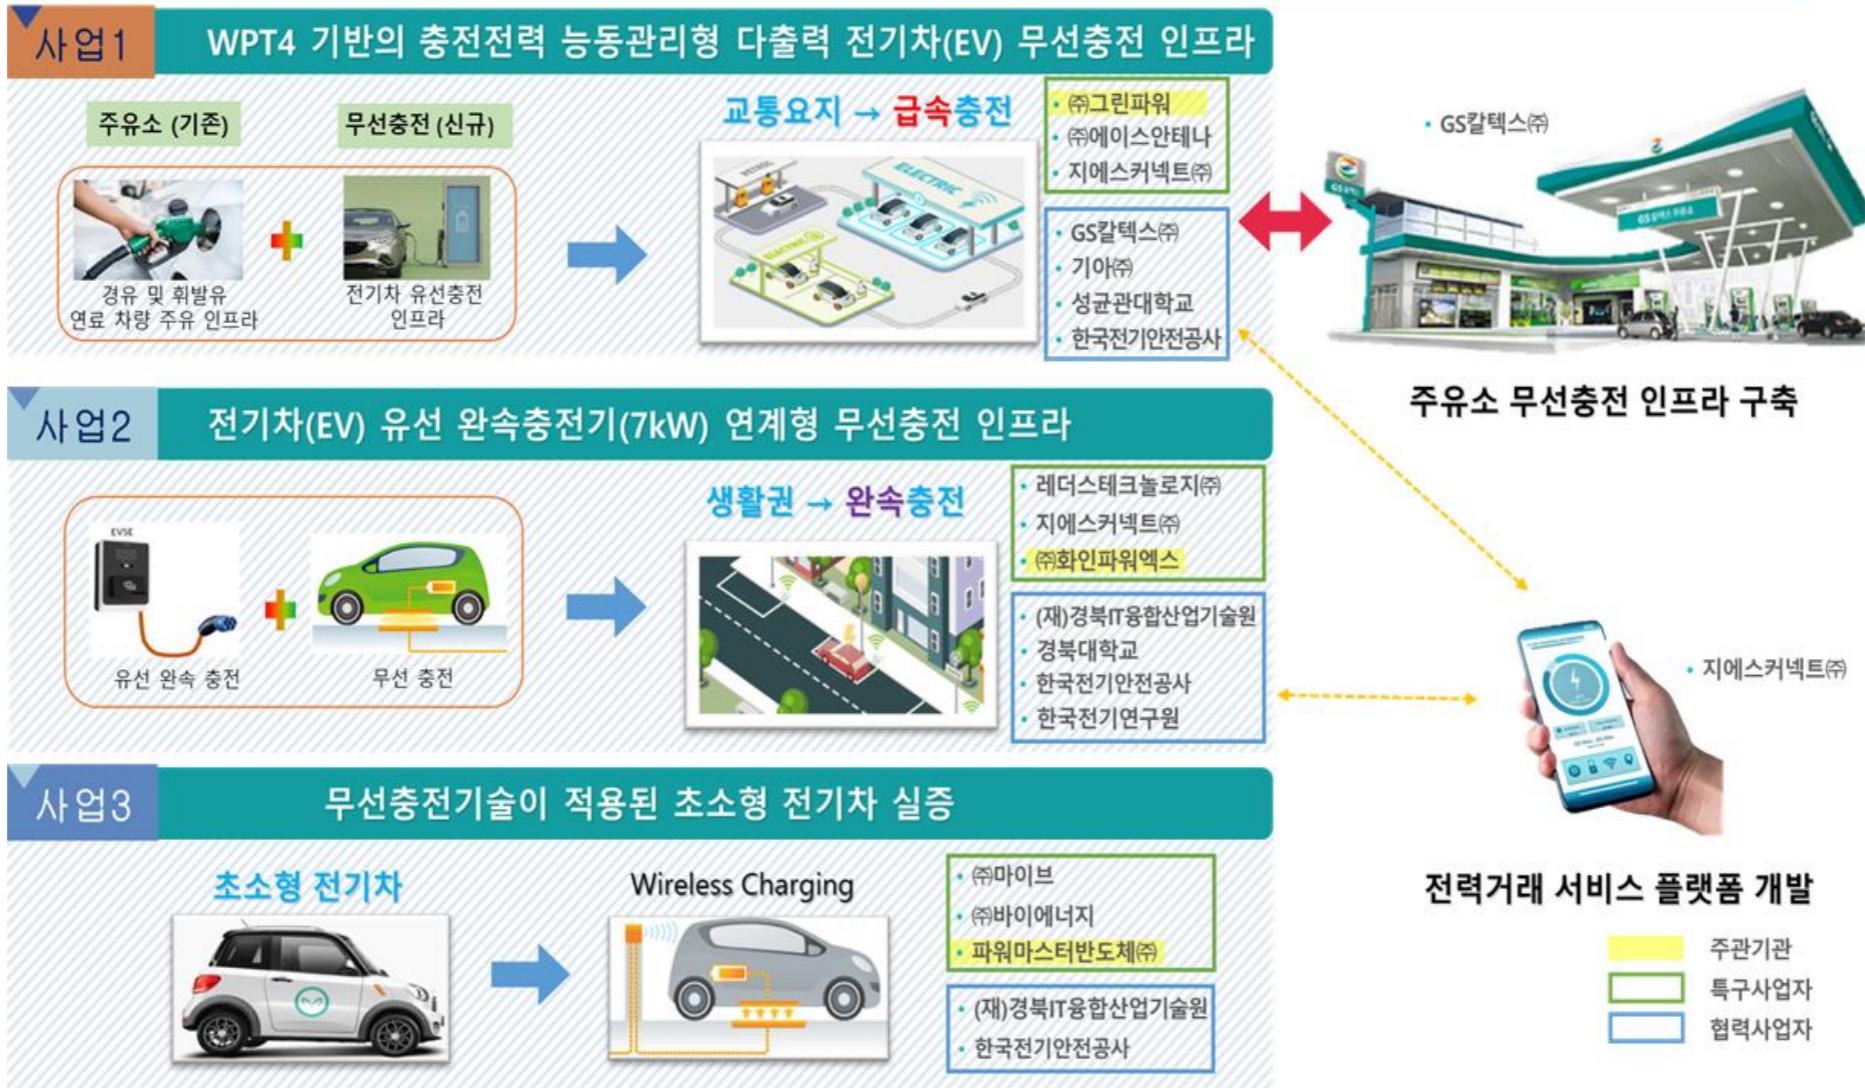 사업1
WPT4 기반의 충전전력 능동관리형 다출력 전기차(EV) 무선충전 인프라
주유소 (기존)
무선충전 (신규)
경유 및 휘발유
연료 차량 주유 인프라
전기차 유선충전
인프라
교통요지 → 급속충전
PETROL
ELECTRIC
ELECTRIC
• ㈜그린파워
• ㈜에이스안테나
• 지에스커넥트㈜
• GS칼텍스㈜
• 기아㈜
• 성균관대학교
• 한국전기안전공사
• GS칼텍스㈜
GS칼텍스
GS칼텍스 주유소
주유소 무선충전 인프라 구축
사업2
전기차(EV) 유선 완속충전기(7kW) 연계형 무선충전 인프라
EVSE
유선 완속 충전
무선 충전
생활권 → 완속충전
• 레더스테크놀로지㈜
• 지에스커넥트㈜
• ㈜화인파워엑스
• (재)경북IT융합산업기술원
• 경북대학교
• 한국전기안전공사
• 한국전기연구원
• 지에스커넥트㈜
전력거래 서비스 플랫폼 개발
사업3
무선충전기술이 적용된 초소형 전기차 실증
초소형 전기차
Wireless Charging
• ㈜마이브
• ㈜바이에너지
• 파워마스터반도체㈜
• (재)경북IT융합산업기술원
• 한국전기안전공사
주관기관
특구사업자
협력사업자